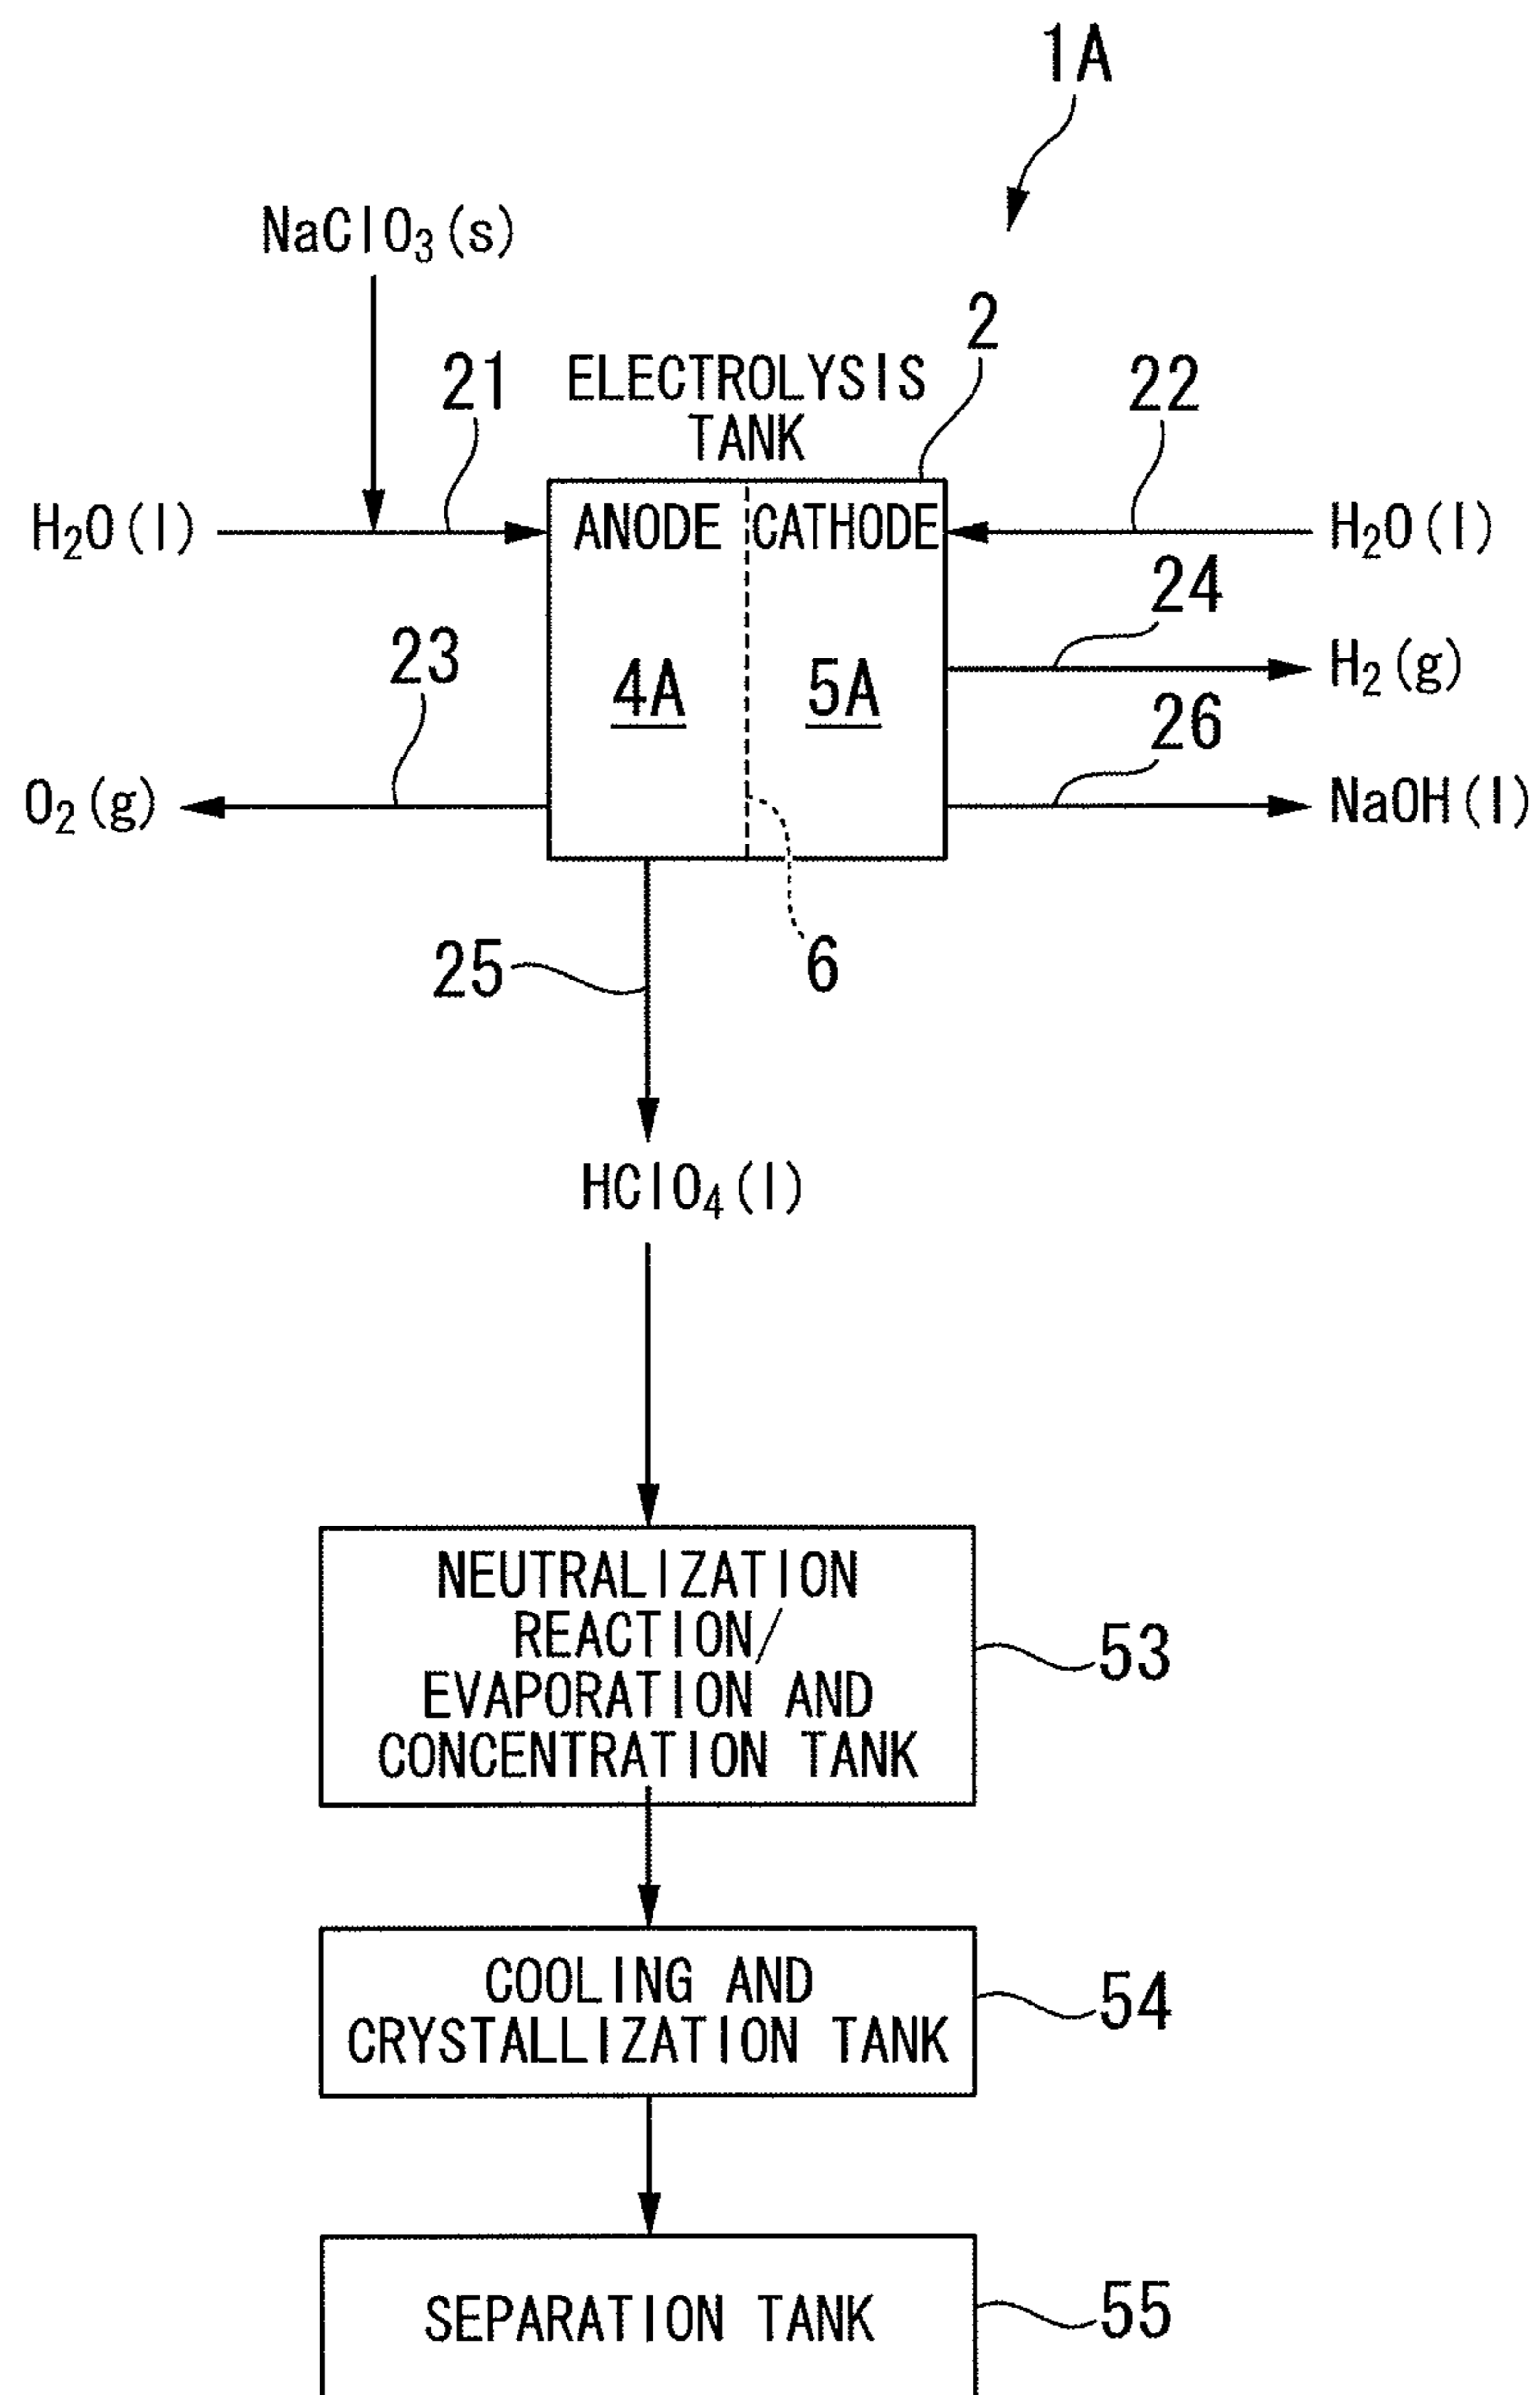 1A
NaClO₃(s)
2
21
ELECTROLYSIS
TANK
22
H₂O(l)
ANODE
CATHODE
H₂O(l)
24
23
4A
5A
H₂(g)
26
O₂(g)
NaOH(l)
25
6
HClO₄(l)
NEUTRALIZATION
REACTION/
EVAPORATION AND
CONCENTRATION TANK
53
COOLING AND
CRYSTALLIZATION TANK
54
SEPARATION TANK
55